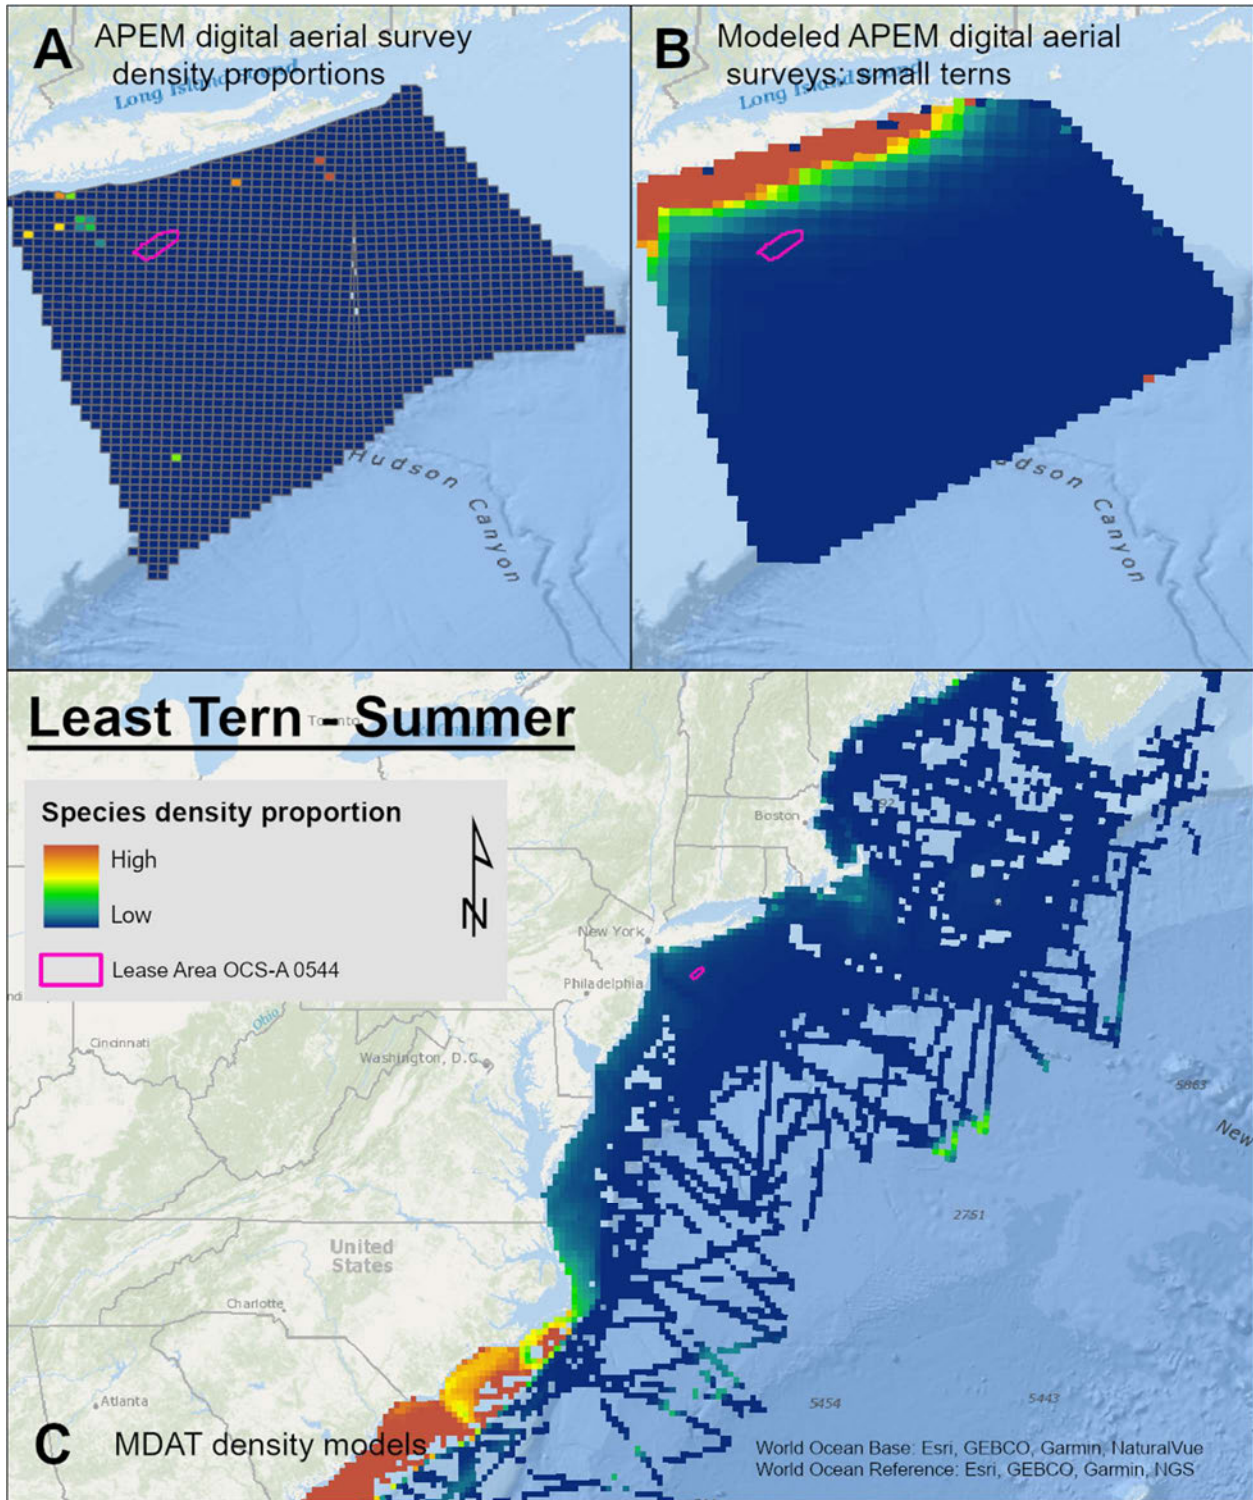 A APEM digital aerial survey
density proportions
Long Island Sound
Hudson Canyon
B Modeled APEM digital aerial
surveys: small terns
Long Island Sound
udson Canyon
Least Tern - Summer
Species density proportion
High
Low
N
Lease Area OCS-A 0544
Boston
New York
Philadelphia
Ohio
Cincinnati
Washington, D.C.
5863
New
2751
United
States
Charlotte
Atlanta
5454
5443
C MDAT density models
World Ocean Base: Esri, GEBCO, Garmin, NaturalVue
World Ocean Reference: Esri, GEBCO, Garmin, NGS